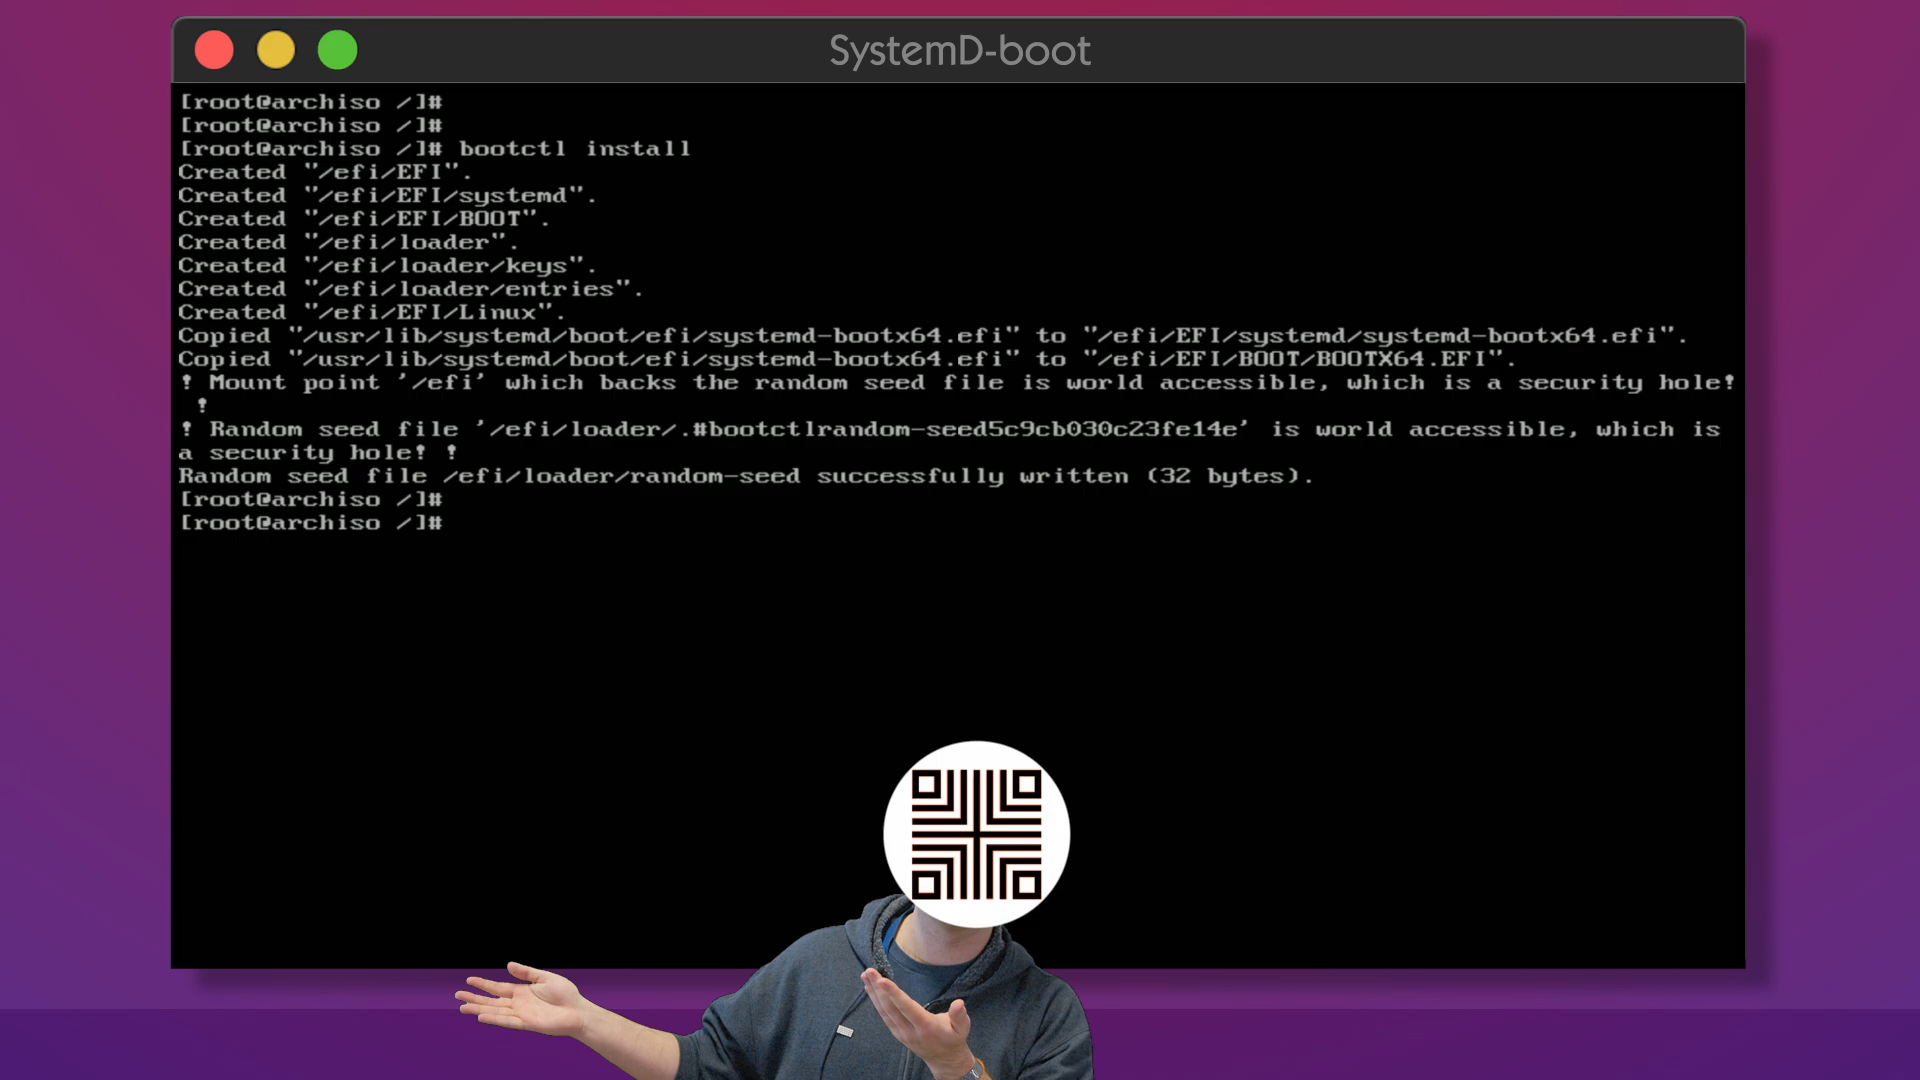 SystemD-boot
[root@archiso /]#
[root@archiso /]#
[root@archiso /]# bootctl install
Created "/efi/EFI".
Created "/efi/EFI/systemd".
Created "/efi/EFI/BOOT".
Created "/efi/loader".
Created "/efi/loader/keys".
Created "/efi/loader/entries".
Created "/efi/EFI/Linux".
Copied "/usr/lib/systemd/boot/efi/systemd-bootx64.efi" to "/efi/EFI/systemd/systemd-bootx64.efi".
Copied "/usr/lib/systemd/boot/efi/systemd-bootx64.efi" to "/efi/EFI/BOOT/BOOTX64.EFI".
! Mount point '/efi' which backs the random seed file is world accessible, which is a security hole!
!
! Random seed file '/efi/loader/.#bootctlrandom-seed5c9cb030c23fe14e' is world accessible, which is
a security hole! !
Random seed file /efi/loader/random-seed successfully written (32 bytes).
[root@archiso /]#
[root@archiso /]#